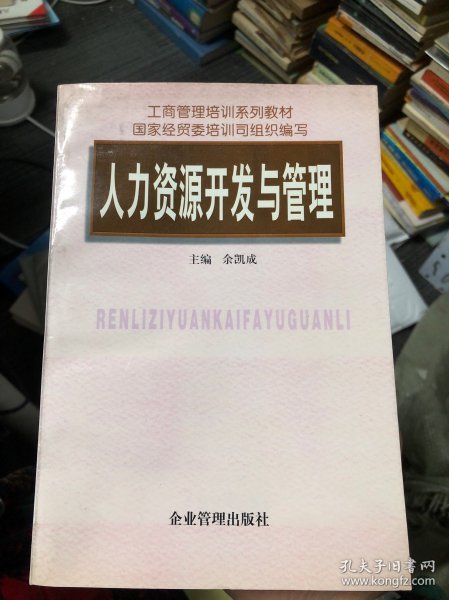 工商管理培训系列教材
国家经贸委培训司组织编写
人力资源开发与管理
主编 余凯成
RENLIZIYUANKAIFAYUGUANLI
企业管理出版社
孔夫子旧书网
www.kongfz.com